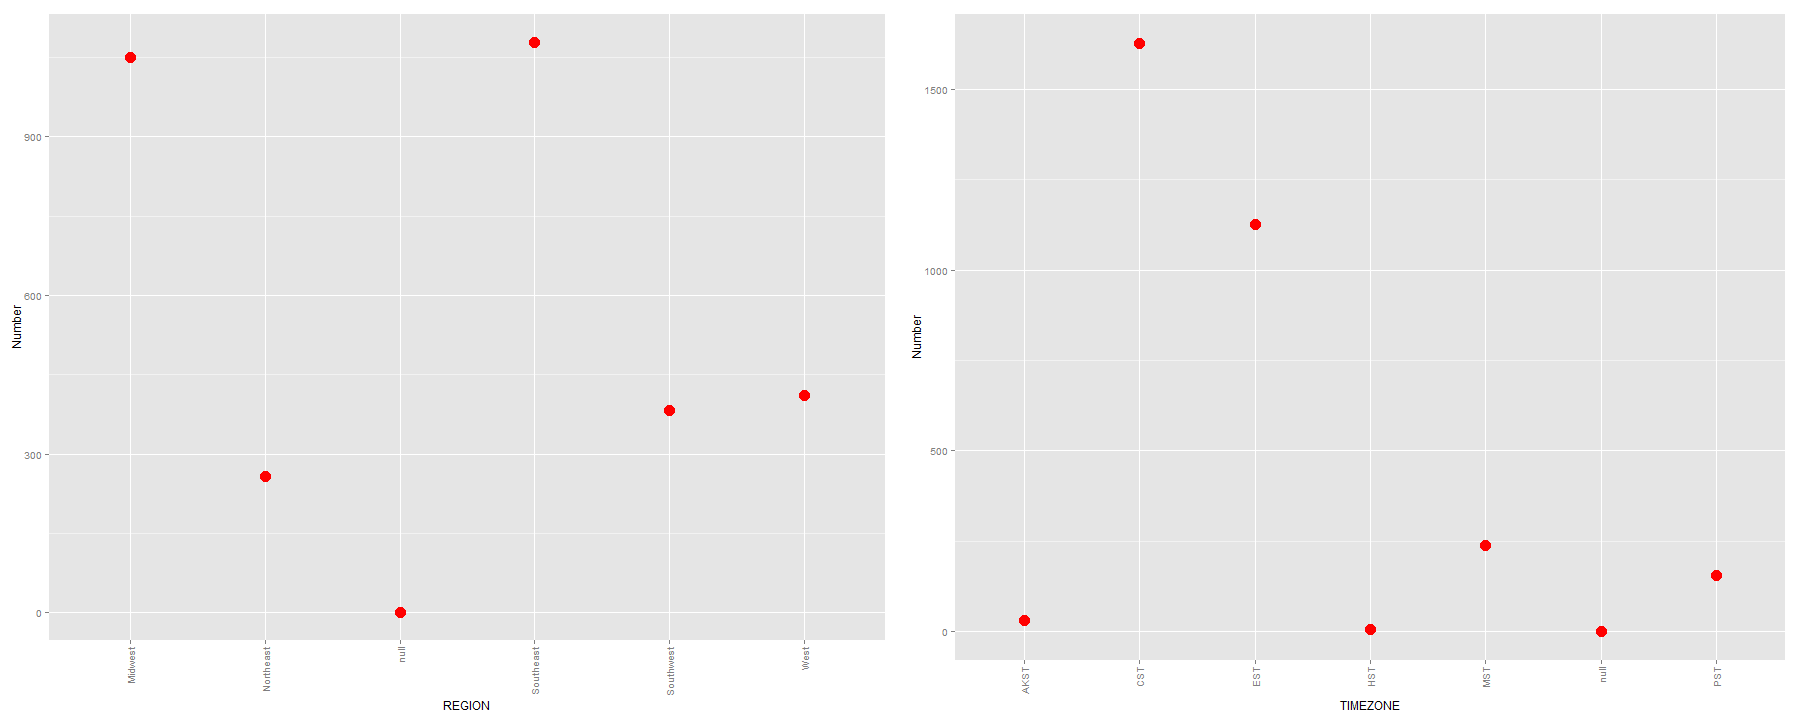 Number
900
600
300
0
Midwest
Northeast
null
Southeast
Southwest
West
REGION
Number
1500
1000
500
0
AKST
CST
EST
HST
MST
null
PST
TIMEZONE